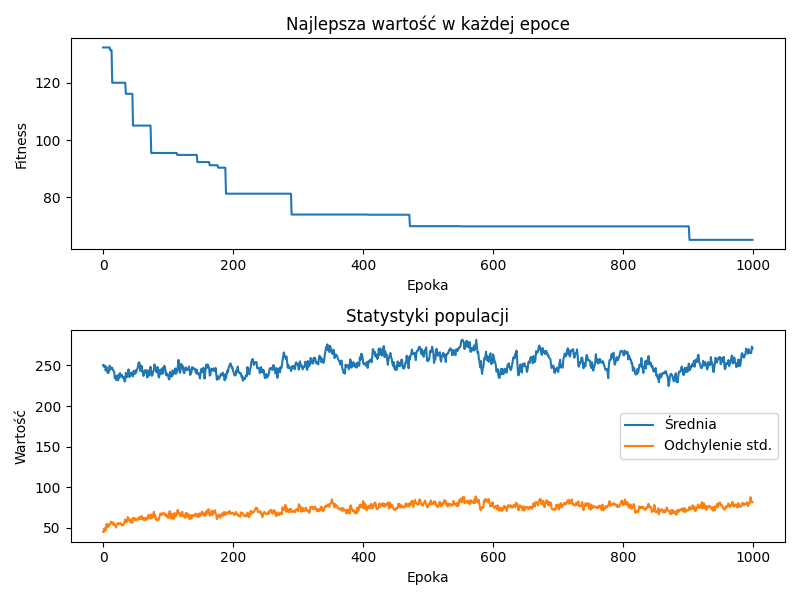 Najlepsza wartość w każdej epoce
Fitness
120
100
80
0 200 400 600 800 1000
Epoka
Statystyki populacji
Wartość
250
200
150
100
50
Średnia
Odchylenie std.
0 200 400 600 800 1000
Epoka